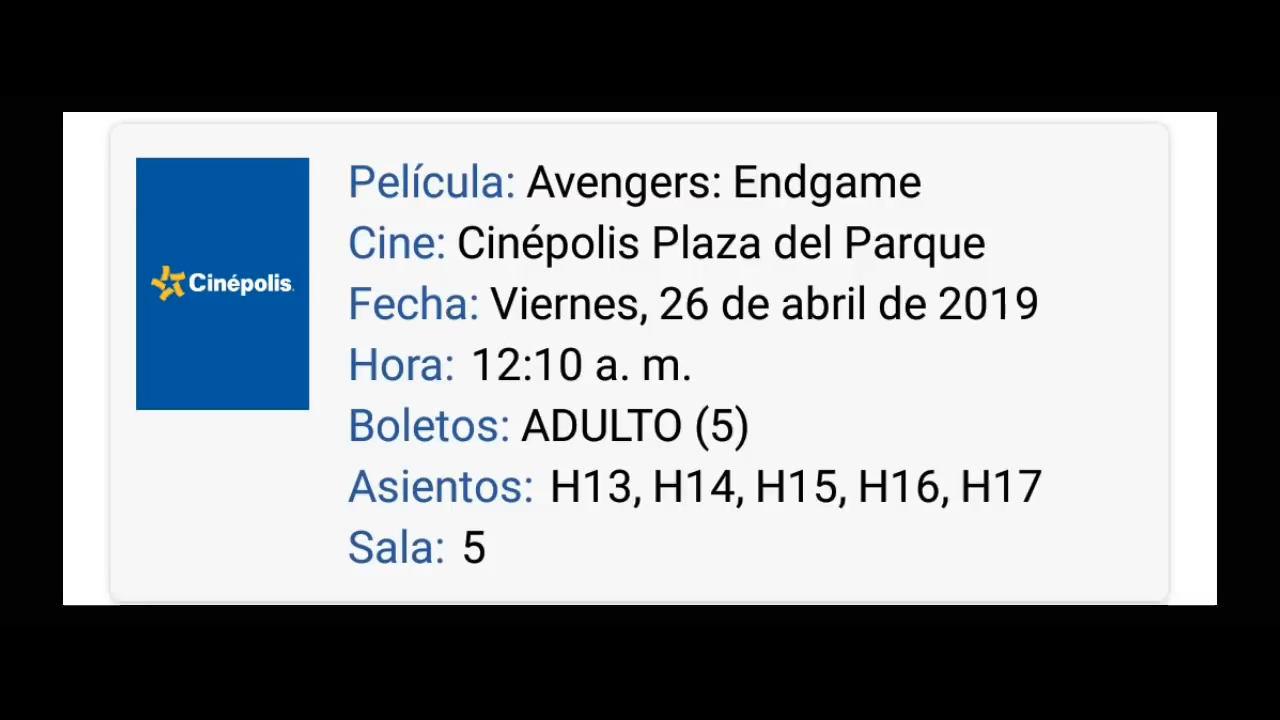 Cinépolis.
Película: Avengers: Endgame
Cine: Cinépolis Plaza del Parque
Fecha: Viernes, 26 de abril de 2019
Hora: 12:10 a. m.
Boletos: ADULTO (5)
Asientos: H13, H14, H15, H16, H17
Sala: 5